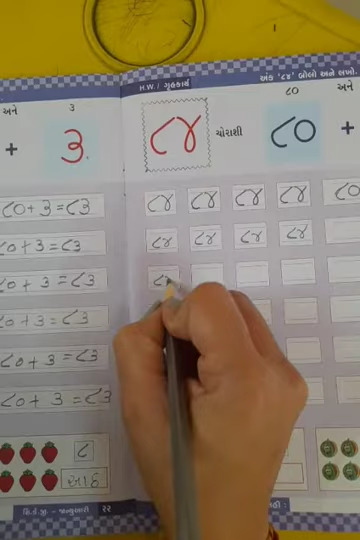 અને ૩
+ ૩.
૮૦+૩=૮૩
૮૦+૩=૮૩
૮૦+૩=૮૩
૮૦+૩=૮૩
૮૦+૩=૮૩
૮૦+૩=૮૩
૮
આઠ
૨૨
H.W./ ગૃહકાર્ય
અંક ‘૮૪’ બોલો અને લખો.
૮૦ અને
૮૪ ચોરાશી ૮૦ +
૮૪ ૮૪ ૮૪ ૮૪ ૮૦
૮૪ ૮૪ ૮૪ ૮૪